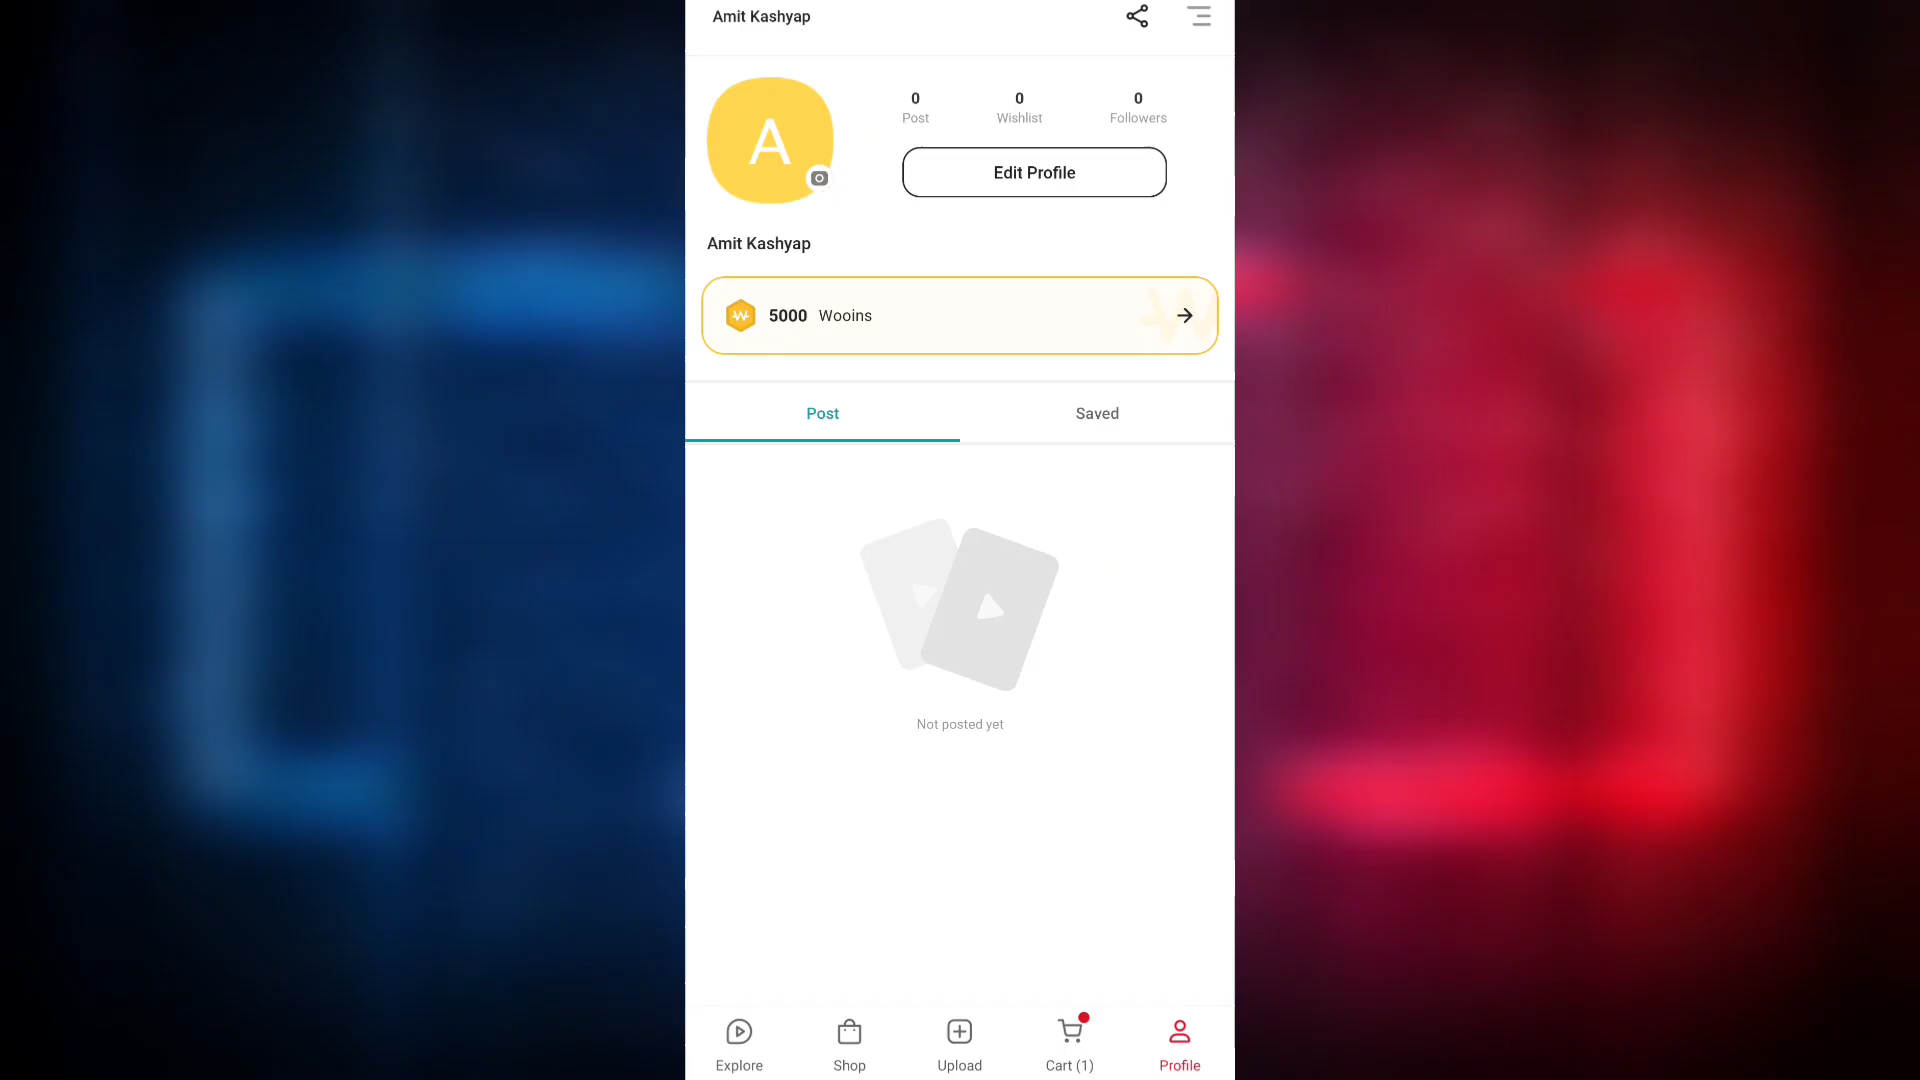 Amit Kashyap
A
0 0 0
Post Wishlist Followers
Edit Profile
Amit Kashyap
5000 Wooins
Post Saved
Not posted yet
Explore Shop Upload Cart (1) Profile